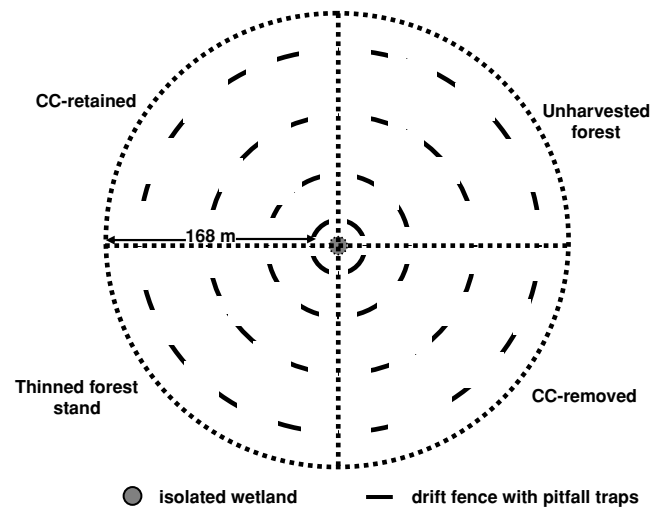 CC-retained
Unharvested
forest
168 m
Thinned forest
stand
CC-removed
isolated wetland
drift fence with pitfall traps